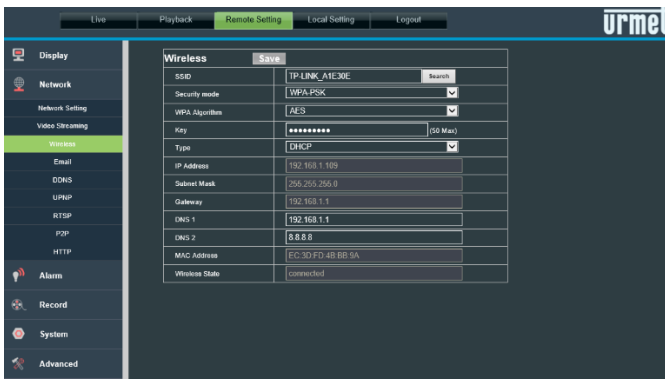 Live Playback Remote Setting Local Setting Logout
urmet
Display
Network
Network Setting
Video Streaming
Wireless
Email
DDNS
UPNP
RTSP
P2P
HTTP
Alarm
Record
System
Advanced
Wireless Save
SSID TP-LINK_A1E30E Search
Security mode WPA-PSK
WPA Algorithm AES
Key ●●●●●●●●● (50 Max)
Type DHCP
IP Address 192.168.1.109
Subnet Mask 255.255.255.0
Gateway 192.168.1.1
DNS 1 192.168.1.1
DNS 2 8.8.8.8
MAC Address EC:3D:FD:4B:BB:9A
Wireless State connected